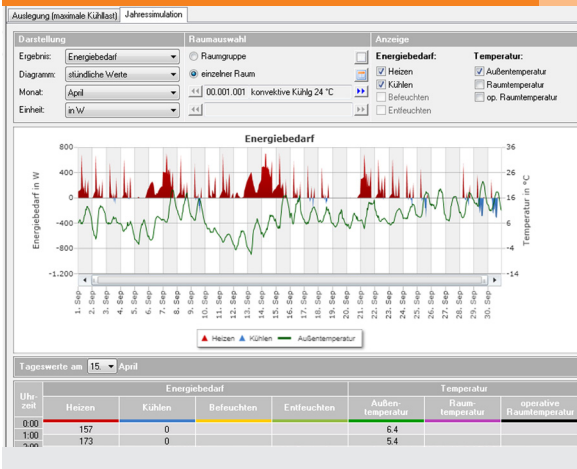 Auslegung (maximale Kühllast) Jahressimulation
Darstellung Raumauswahl Anzeige
Ergebnis: Energiebedarf Raumgruppe Energiebedarf: Temperatur:
Diagramm: stündliche Werte einzelner Raum Heizen Außentemperatur
Monat: April 00.001.001 konvektive Kühlg 24 °C Kühlen Raumtemperatur
Befeuchten op. Raumtemperatur
Einheit: in W Entfeuchten
Energiebedarf
800 36
400 26
0 16
-400 6
-800 -4
-1.200 -14
Energiebedarf in W
Temperatur in °C
1. Sep 2. Sep 3. Sep 4. Sep 5. Sep 6. Sep 7. Sep 8. Sep 9. Sep 10. Sep 11. Sep 12. Sep 13. Sep 14. Sep 15. Sep 16. Sep 17. Sep 18. Sep 19. Sep 20. Sep 21. Sep 22. Sep 23. Sep 24. Sep 25. Sep 26. Sep 27. Sep 28. Sep 29. Sep 30. Sep
Heizen Kühlen Außentemperatur
Tageswerte am 15. April
Uhr-zeit Energiebedarf Temperatur
Heizen Kühlen Befeuchten Entfeuchten Außen-temperatur Raum-temperatur operative Raumtemperatur
0:00 157 0 6.4
1:00 173 0 5.4